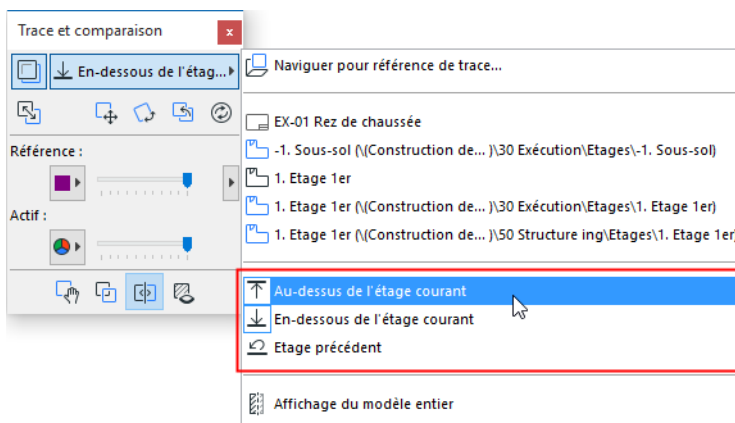 Trace et comparaison
x
En-dessous de l'étag...
Référence :
Actif :
Naviguer pour référence de trace...
EX-01 Rez de chaussée
-1. Sous-sol (\(Construction de... )\30 Exécution\Etages\-1. Sous-sol)
1. Etage 1er
1. Etage 1er (\(Construction de... )\30 Exécution\Etages\1. Etage 1er)
1. Etage 1er (\(Construction de... )\50 Structure ing\Etages\1. Etage 1er)
Au-dessus de l'étage courant
En-dessous de l'étage courant
Etage précédent
Affichage du modèle entier